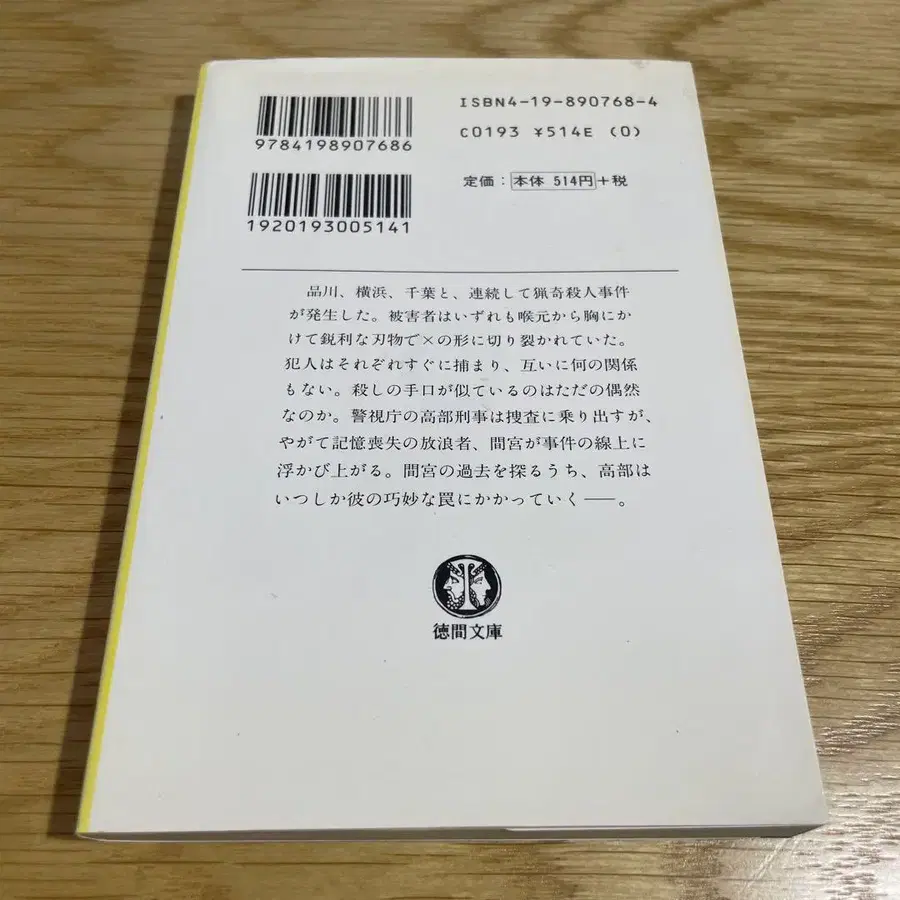 ISBN4-19-890768-4
C0193 ¥514E (0)
9784198907686
定価：本体 514円＋税
1920193005141
品川、横浜、千葉と、連続して猟奇殺人事件
が発生した。被害者はいずれも喉元から胸にか
けて鋭利な刃物で×の形に切り裂かれていた。
犯人はそれぞれすぐに捕まり、互いに何の関係
もない。殺しの手口が似ているのはただの偶然
なのか。警視庁の高部刑事は捜査に乗り出すが、
やがて記憶喪失の放浪者、間宮が事件の線上に
浮かび上がる。間宮の過去を探るうち、高部は
いつしか彼の巧妙な罠にかかっていく──。
徳間文庫